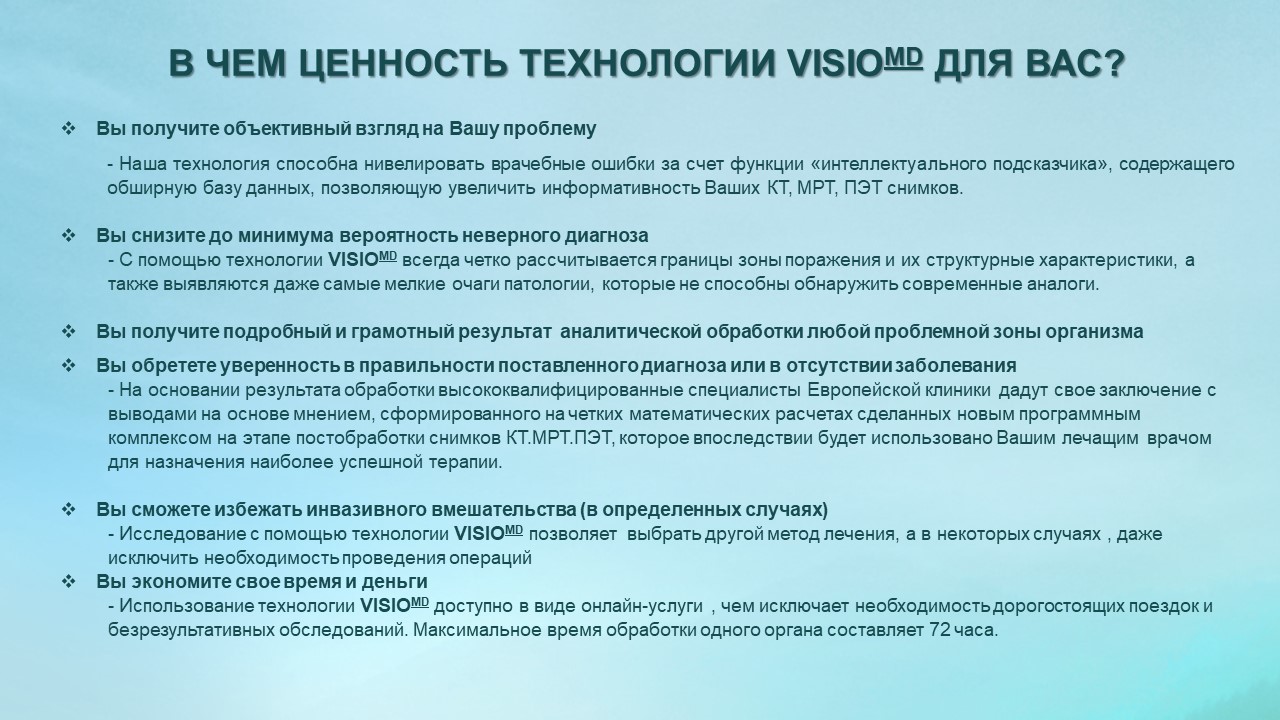 В ЧЕМ ЦЕННОСТЬ ТЕХНОЛОГИИ VISIOMD ДЛЯ ВАС?
❖ Вы получите объективный взгляд на Вашу проблему
- Наша технология способна нивелировать врачебные ошибки за счет функции «интеллектуального подсказчика», содержащего
обширную базу данных, позволяющую увеличить информативность Ваших КТ, МРТ, ПЭТ снимков.
❖ Вы снизите до минимума вероятность неверного диагноза
- С помощью технологии VISIOMD всегда четко рассчитывается границы зоны поражения и их структурные характеристики, а
также выявляются даже самые мелкие очаги патологии, которые не способны обнаружить современные аналоги.
❖ Вы получите подробный и грамотный результат аналитической обработки любой проблемной зоны организма
❖ Вы обретете уверенность в правильности поставленного диагноза или в отсутствии заболевания
- На основании результата обработки высококвалифицированные специалисты Европейской клиники дадут свое заключение с
выводами на основе мнением, сформированного на четких математических расчетах сделанных новым программным
комплексом на этапе постобработки снимков КТ.МРТ.ПЭТ, которое впоследствии будет использовано Вашим лечащим врачом
для назначения наиболее успешной терапии.
❖ Вы сможете избежать инвазивного вмешательства (в определенных случаях)
- Исследование с помощью технологии VISIOMD позволяет выбрать другой метод лечения, а в некоторых случаях , даже
исключить необходимость проведения операций
❖ Вы экономите свое время и деньги
- Использование технологии VISIOMD доступно в виде онлайн-услуги , чем исключает необходимость дорогостоящих поездок и
безрезультативных обследований. Максимальное время обработки одного органа составляет 72 часа.